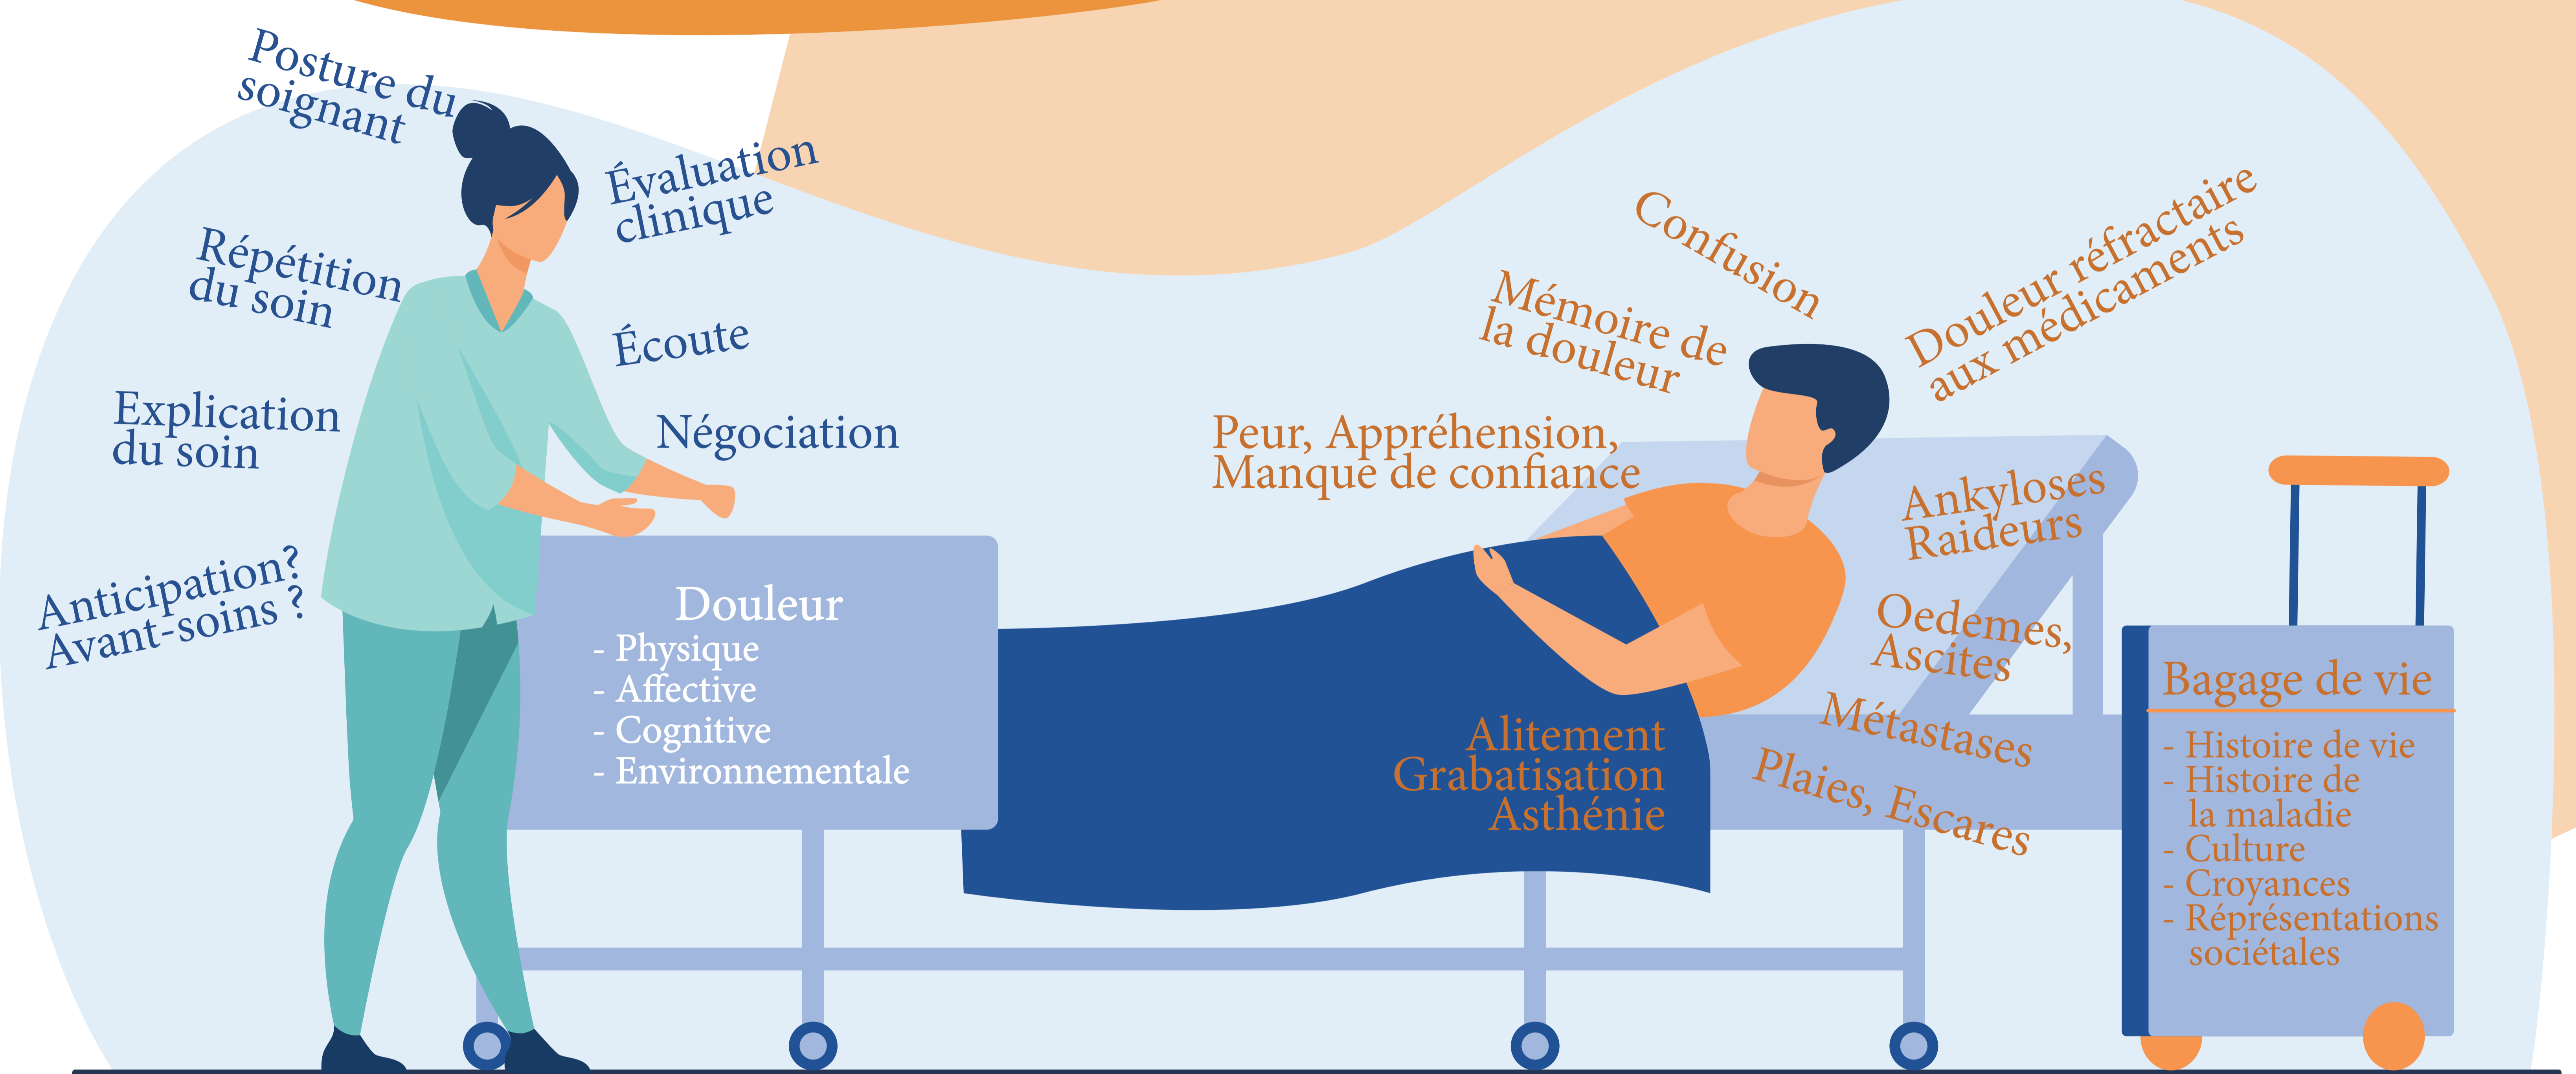 Posture du
soignant
Évaluation
clinique
Répétition
du soin
Écoute
Explication
du soin
Négociation
Anticipation?
Avant-soins ?
Douleur
- Physique
- Affective
- Cognitive
- Environnementale
Confusion
Mémoire de
la douleur
Douleur réfractaire
aux médicaments
Peur, Appréhension,
Manque de confiance
Ankyloses
Raideurs
Oedemes,
Ascites
Métastases
Plaies, Escares
Alitement
Grabatisation
Asthénie
Bagage de vie
- Histoire de vie
- Histoire de
la maladie
- Culture
- Croyances
- Réprésentations
sociétales